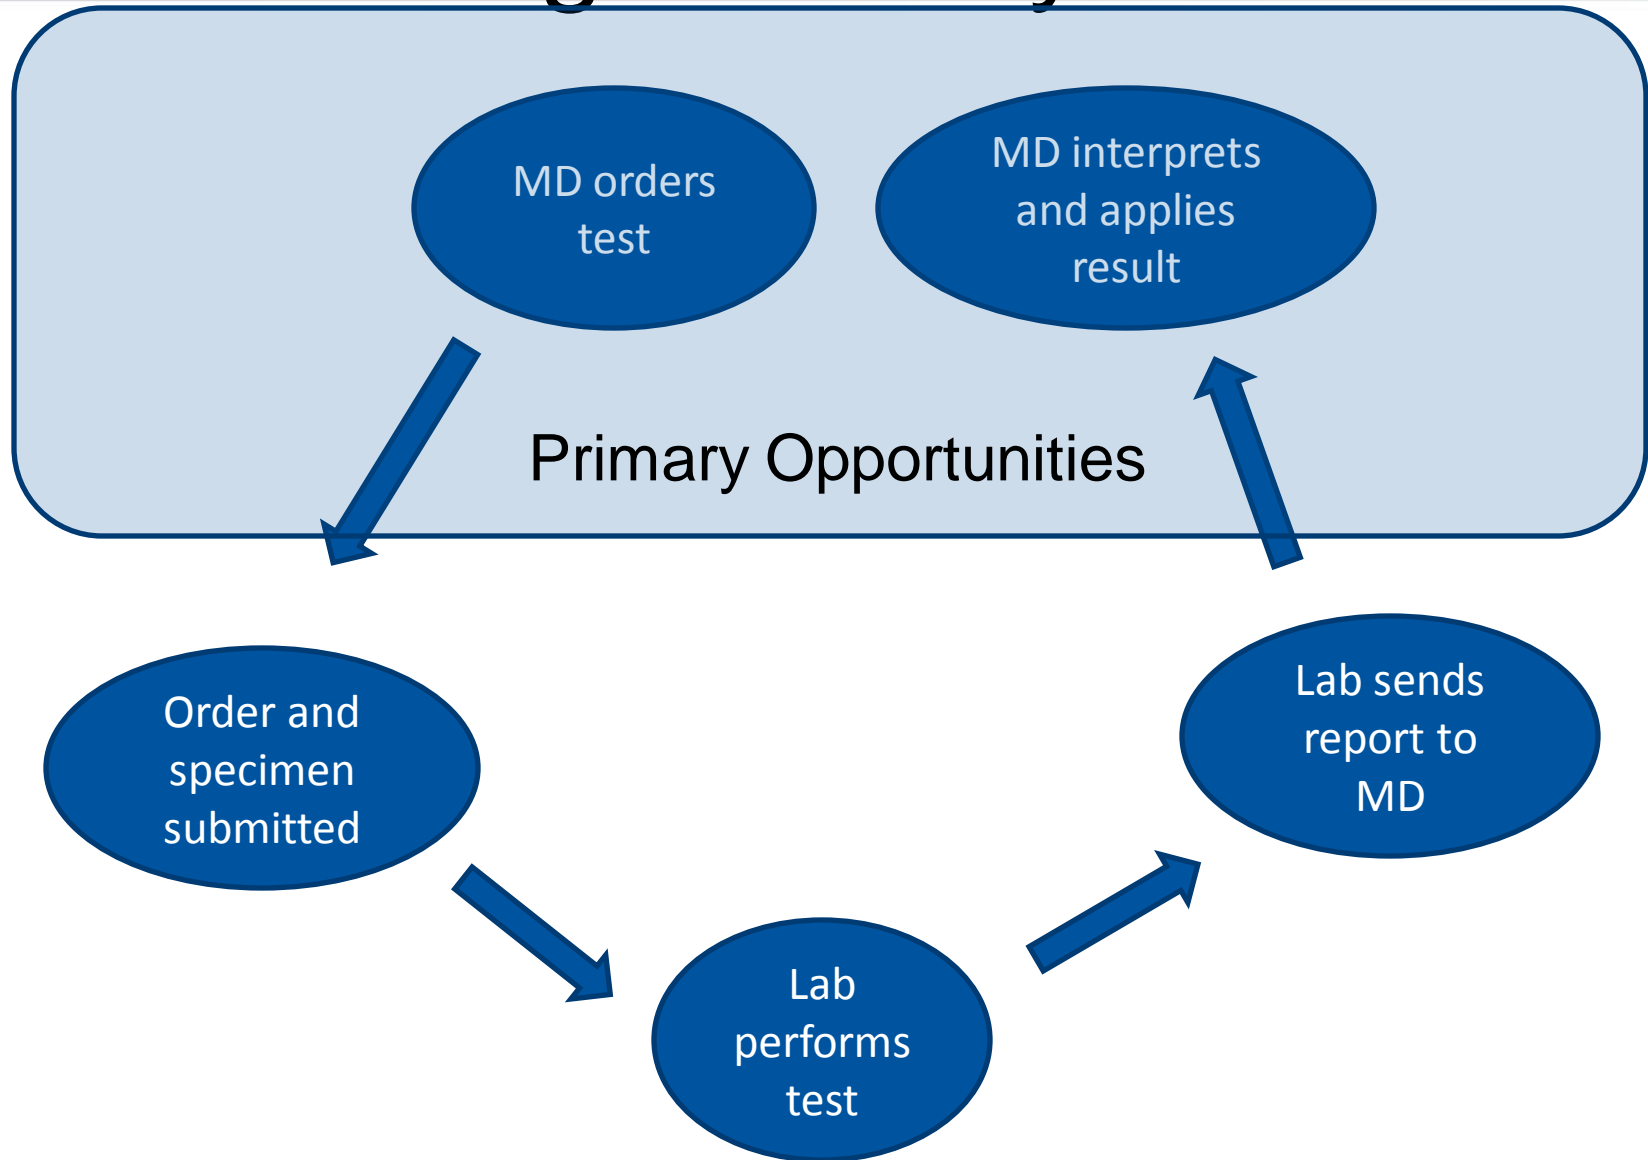 MD orders
test
MD interprets
and applies
result
Primary Opportunities
Order and
specimen
submitted
Lab sends
report to
MD
Lab
performs
test